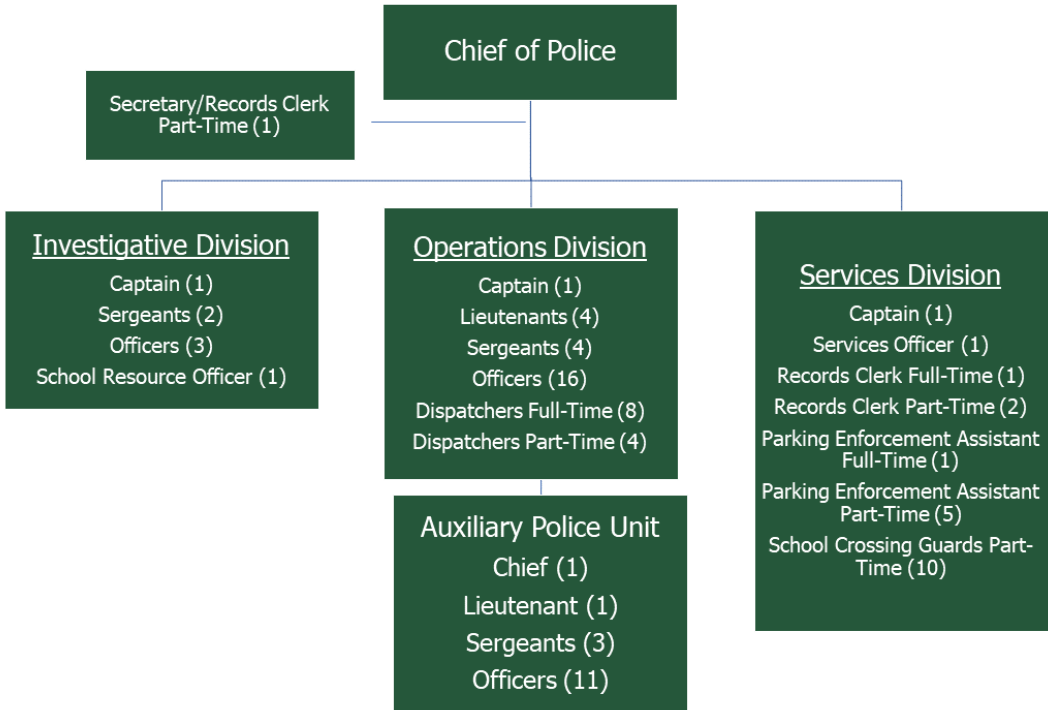 Chief of Police
Secretary/Records Clerk
Part-Time (1)
Investigative Division
Captain (1)
Sergeants (2)
Officers (3)
School Resource Officer (1)
Operations Division
Captain (1)
Lieutenants (4)
Sergeants (4)
Officers (16)
Dispatchers Full-Time (8)
Dispatchers Part-Time (4)
Auxiliary Police Unit
Chief (1)
Lieutenant (1)
Sergeants (3)
Officers (11)
Services Division
Captain (1)
Services Officer (1)
Records Clerk Full-Time (1)
Records Clerk Part-Time (2)
Parking Enforcement Assistant
Full-Time (1)
Parking Enforcement Assistant
Part-Time (5)
School Crossing Guards Part-
Time (10)